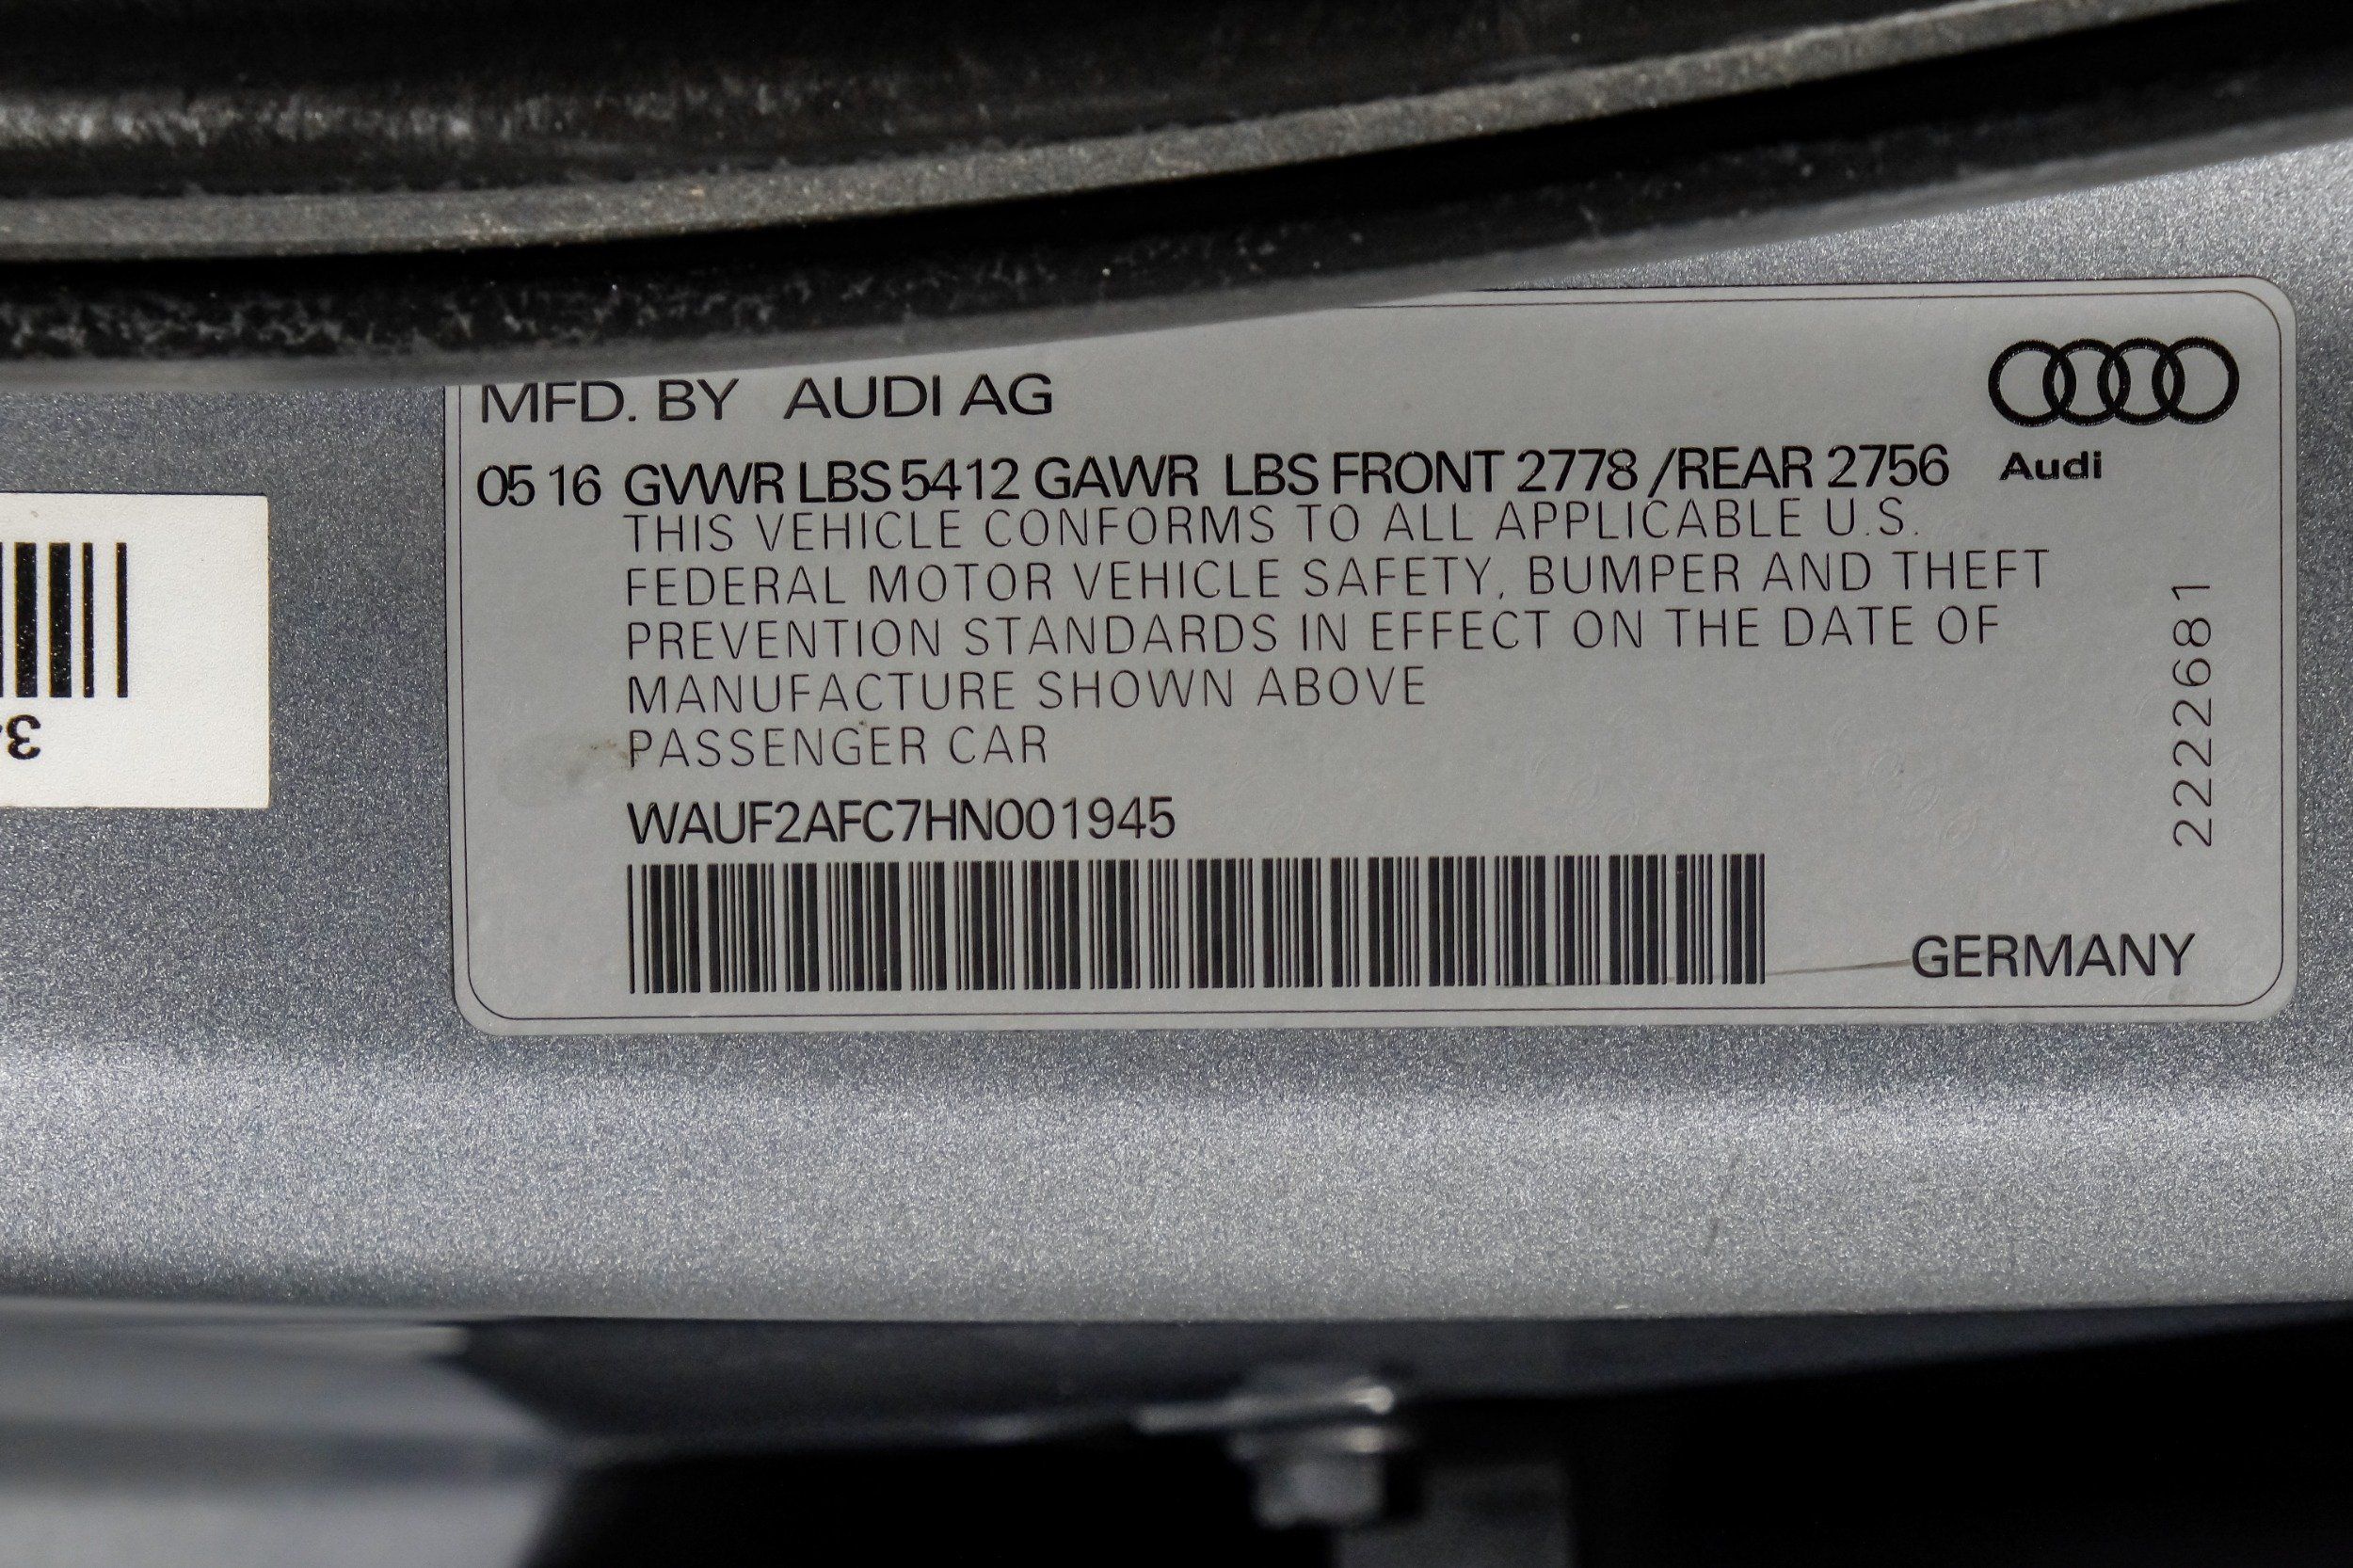 MFD. BY AUDI AG
05 16 GVWR LBS 5412 GAWR LBS FRONT 2778 /REAR 2756
Audi
THIS VEHICLE CONFORMS TO ALL APPLICABLE U.S.
FEDERAL MOTOR VEHICLE SAFETY, BUMPER AND THEFT
PREVENTION STANDARDS IN EFFECT ON THE DATE OF
MANUFACTURE SHOWN ABOVE
PASSENGER CAR
WAUF2AFC7HN001945
GERMANY
2222681